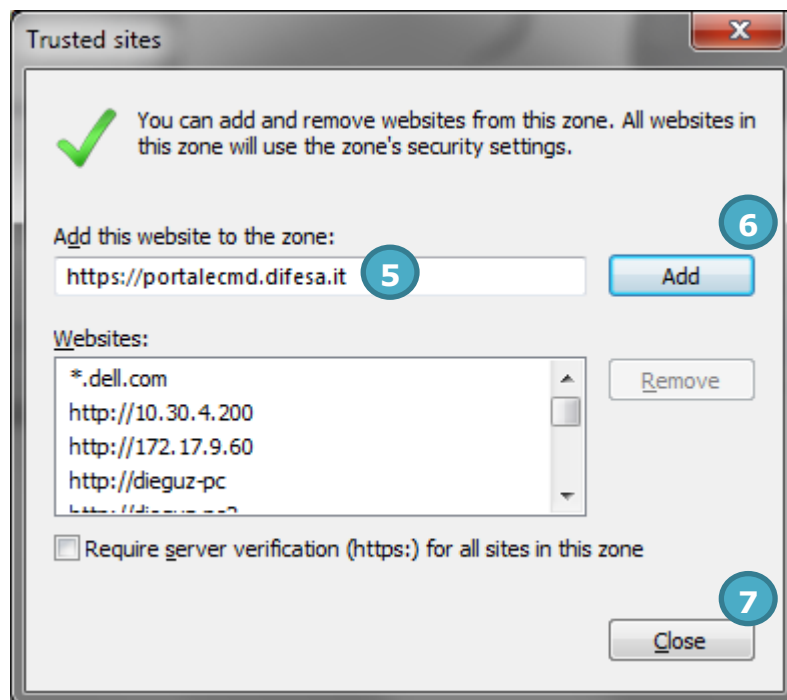 Trusted sites
You can add and remove websites from this zone. All websites in
this zone will use the zone's security settings.
6
Add this website to the zone:
https://portalecmd.difesa.it 5 Add
Websites:
*.dell.com Remove
http://10.30.4.200
http://172.17.9.60
http://dieguz-pc
Require server verification (https:) for all sites in this zone
7
Close